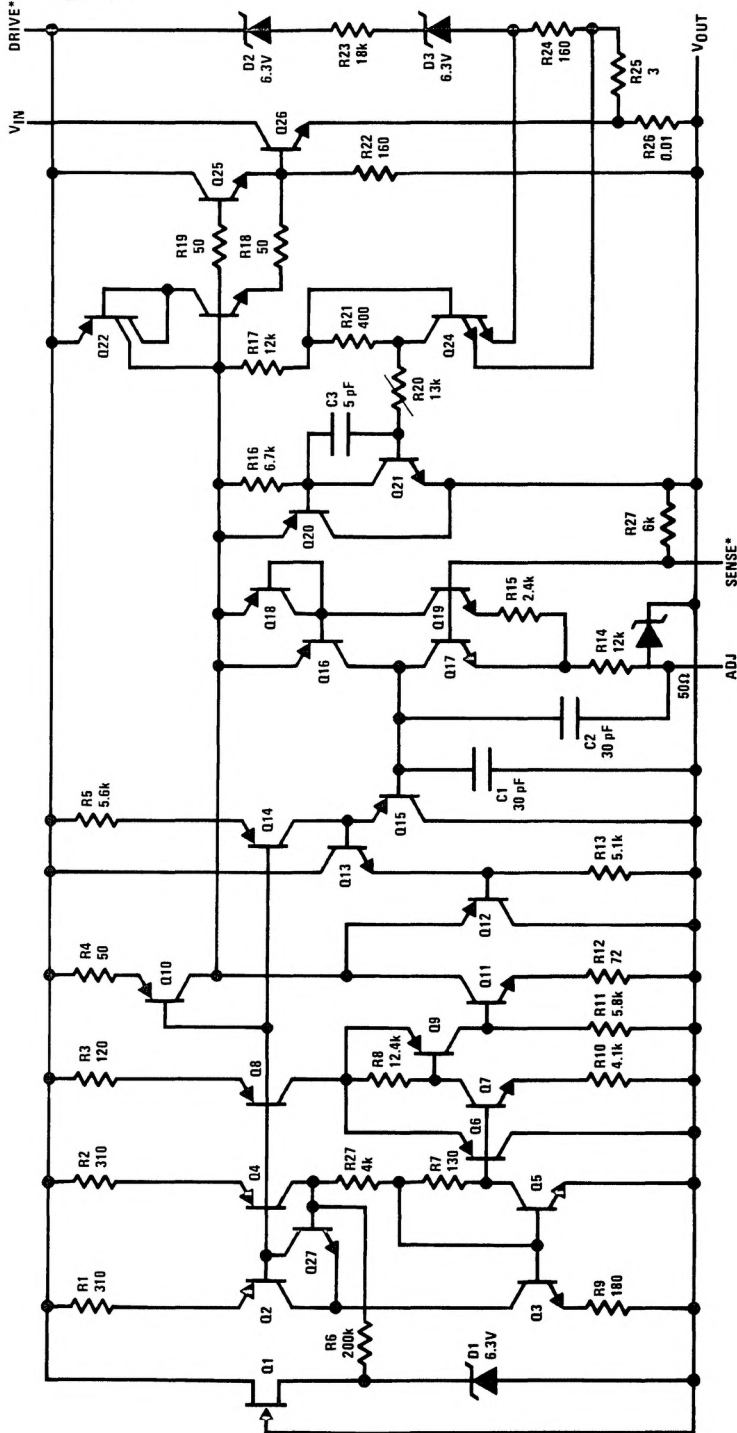 DRIVE*
VIN
VOUT
D2
6.3V
R23
18k
D3
6.3V
R24
160
R25
3
Q26
R26
0.01
Q25
R22
160
R19
50
R18
50
Q22
R17
12k
R21
400
Q24
R20
13k
C3
5 pF
R16
6.7k
Q21
Q20
R27
6k
SENSE*
Q18
Q19
R15
2.4k
Q16
Q17
R14
12k
50Ω
ADJ
C2
30 pF
C1
30 pF
R5
5.6k
Q14
Q15
Q13
R13
5.1k
Q12
R4
50
Q10
Q11
R12
72
R11
5.8k
R3
120
Q8
Q9
R8
12.4k
Q7
R10
4.1k
Q6
R2
310
Q4
R27
4k
R7
130
Q5
Q27
R1
310
Q2
Q3
R9
180
R6
200k
Q1
D1
6.3V